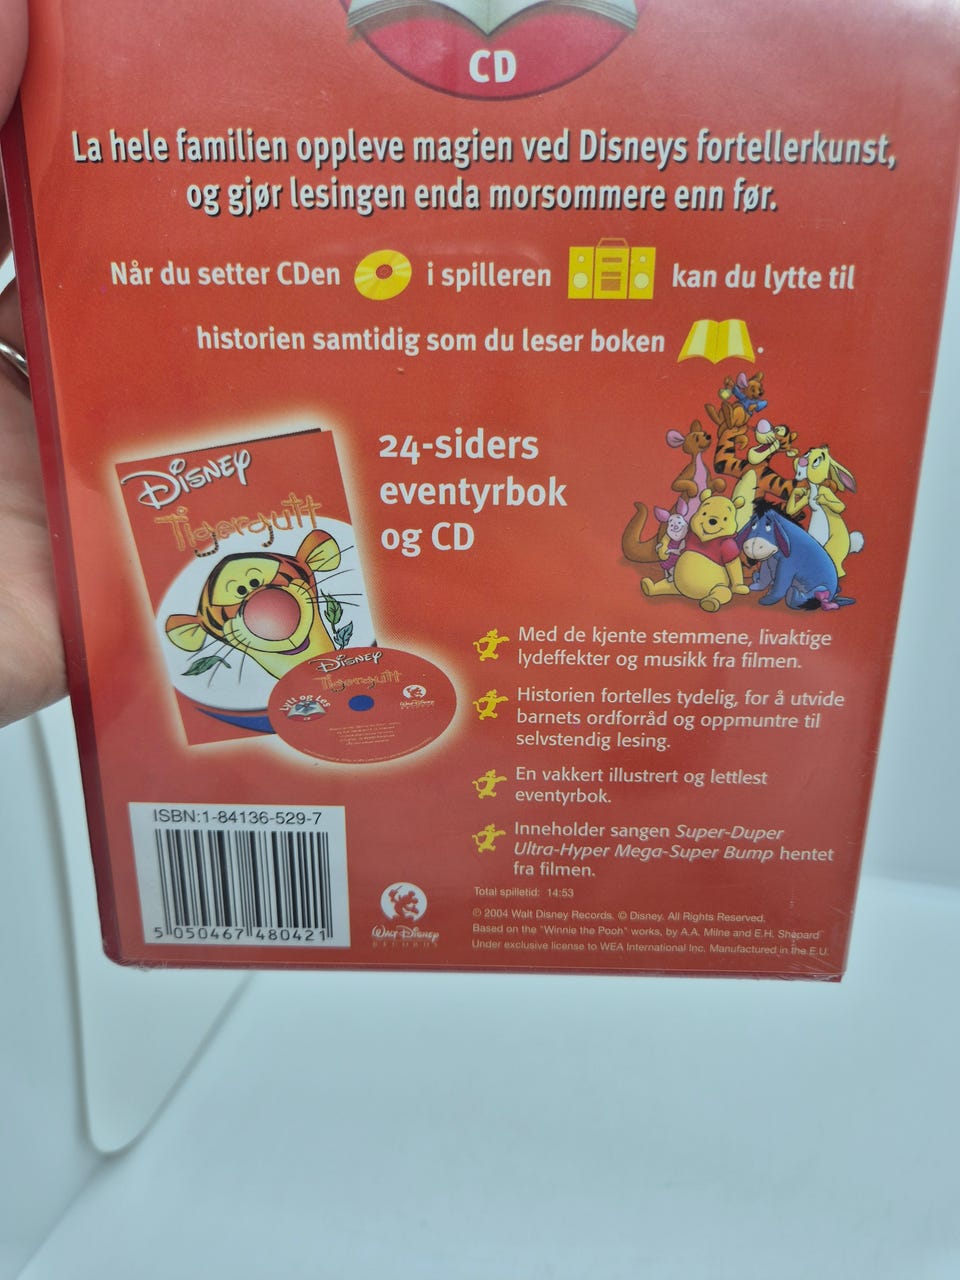 CD
La hele familien oppleve magien ved Disneys fortellerkunst,
og gjør lesingen enda morsommere enn før.
Når du setter CDen i spilleren kan du lytte til
historien samtidig som du leser boken .
24-siders
eventyrbok
og CD
Disney
Tigergutt
Disney
Tigergutt
Lytt og Les
CD
Walt Disney
Med de kjente stemmene, livaktige
lydeffekter og musikk fra filmen.
Historien fortelles tydelig, for å utvide
barnets ordforråd og oppmuntre til
selvstendig lesing.
En vakkert illustrert og lettlest
eventyrbok.
Inneholder sangen Super-Duper
Ultra-Hyper Mega-Super Bump hentet
fra filmen.
Total spilletid: 14:53
℗ 2004 Walt Disney Records. © Disney. All Rights Reserved.
Based on the "Winnie the Pooh" works, by A.A. Milne and E.H. Shepard
Under exclusive license to WEA International Inc. Manufactured in the E.U.
ISBN:1-84136-529-7
5 050467 480421
Walt Disney
RECORDS